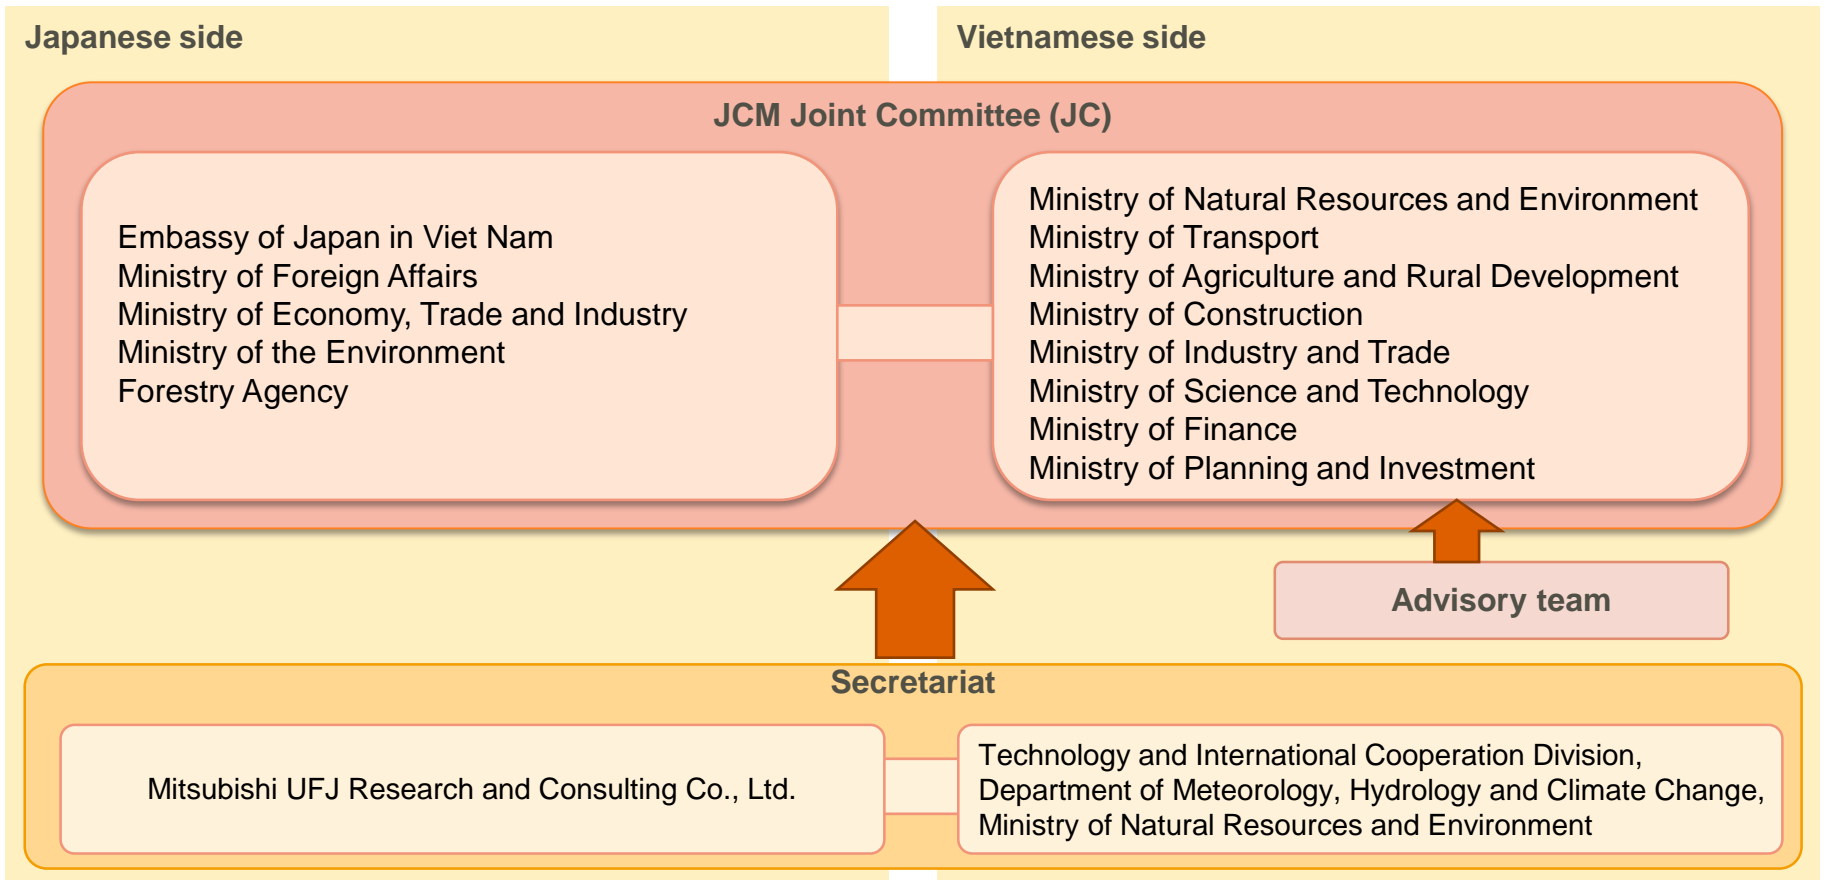 Japanese side
Vietnamese side
JCM Joint Committee (JC)
Embassy of Japan in Viet Nam
Ministry of Foreign Affairs
Ministry of Economy, Trade and Industry
Ministry of the Environment
Forestry Agency
Ministry of Natural Resources and Environment
Ministry of Transport
Ministry of Agriculture and Rural Development
Ministry of Construction
Ministry of Industry and Trade
Ministry of Science and Technology
Ministry of Finance
Ministry of Planning and Investment
Advisory team
Secretariat
Mitsubishi UFJ Research and Consulting Co., Ltd.
Technology and International Cooperation Division,
Department of Meteorology, Hydrology and Climate Change,
Ministry of Natural Resources and Environment